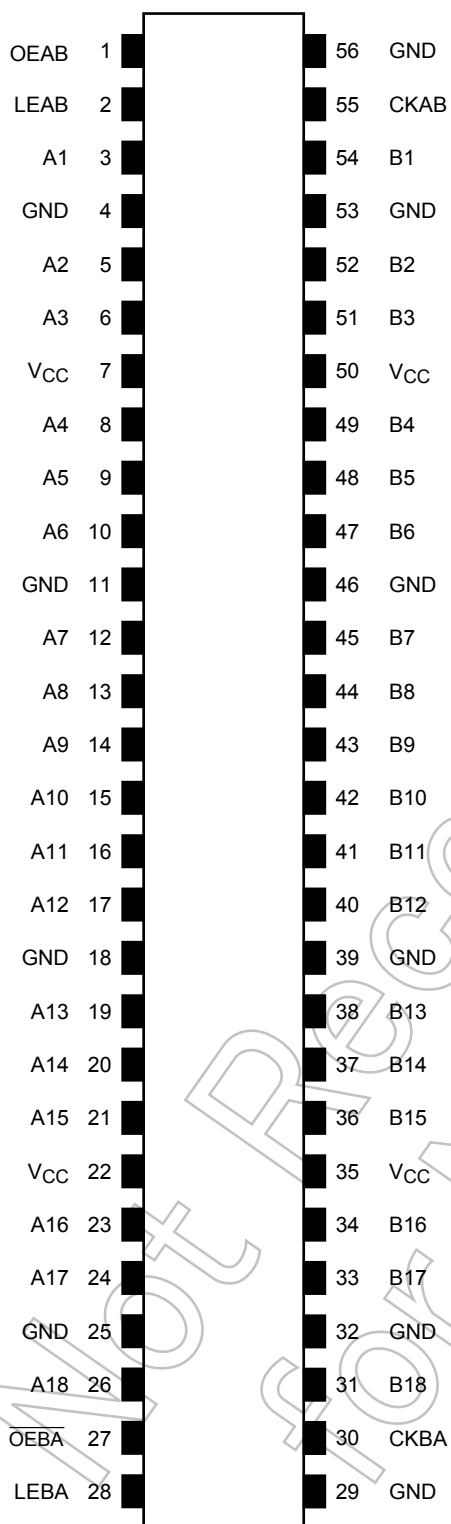 OEAB 1 56 GND
LEAB 2 55 CKAB
A1 3 54 B1
GND 4 53 GND
A2 5 52 B2
A3 6 51 B3
VCC 7 50 VCC
A4 8 49 B4
A5 9 48 B5
A6 10 47 B6
GND 11 46 GND
A7 12 45 B7
A8 13 44 B8
A9 14 43 B9
A10 15 42 B10
A11 16 41 B11
A12 17 40 B12
GND 18 39 GND
A13 19 38 B13
A14 20 37 B14
A15 21 36 B15
VCC 22 35 VCC
A16 23 34 B16
A17 24 33 B17
GND 25 32 GND
A18 26 31 B18
O̅E̅B̅A̅ 27 30 CKBA
LEBA 28 29 GND
Not
for